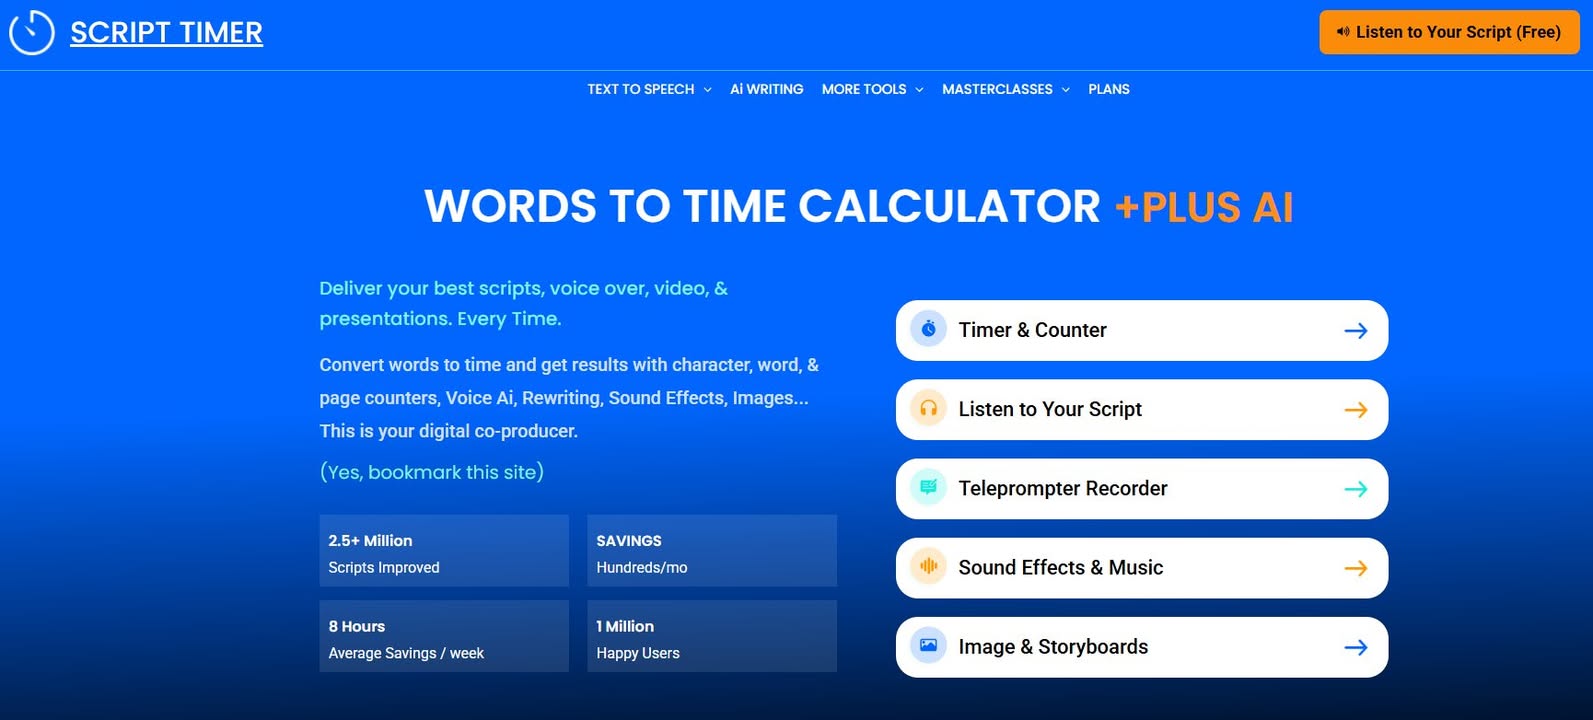 SCRIPT TIMER
Listen to Your Script (Free)
TEXT TO SPEECH
Ai WRITING
MORE TOOLS
MASTERCLASSES
PLANS
WORDS TO TIME CALCULATOR +PLUS AI
Deliver your best scripts, voice over, video, &
presentations. Every Time.
Convert words to time and get results with character, word, &
page counters, Voice Ai, Rewriting, Sound Effects, Images...
This is your digital co-producer.
(Yes, bookmark this site)
2.5+ Million
Scripts Improved
SAVINGS
Hundreds/mo
8 Hours
Average Savings / week
1 Million
Happy Users
Timer & Counter
Listen to Your Script
Teleprompter Recorder
Sound Effects & Music
Image & Storyboards